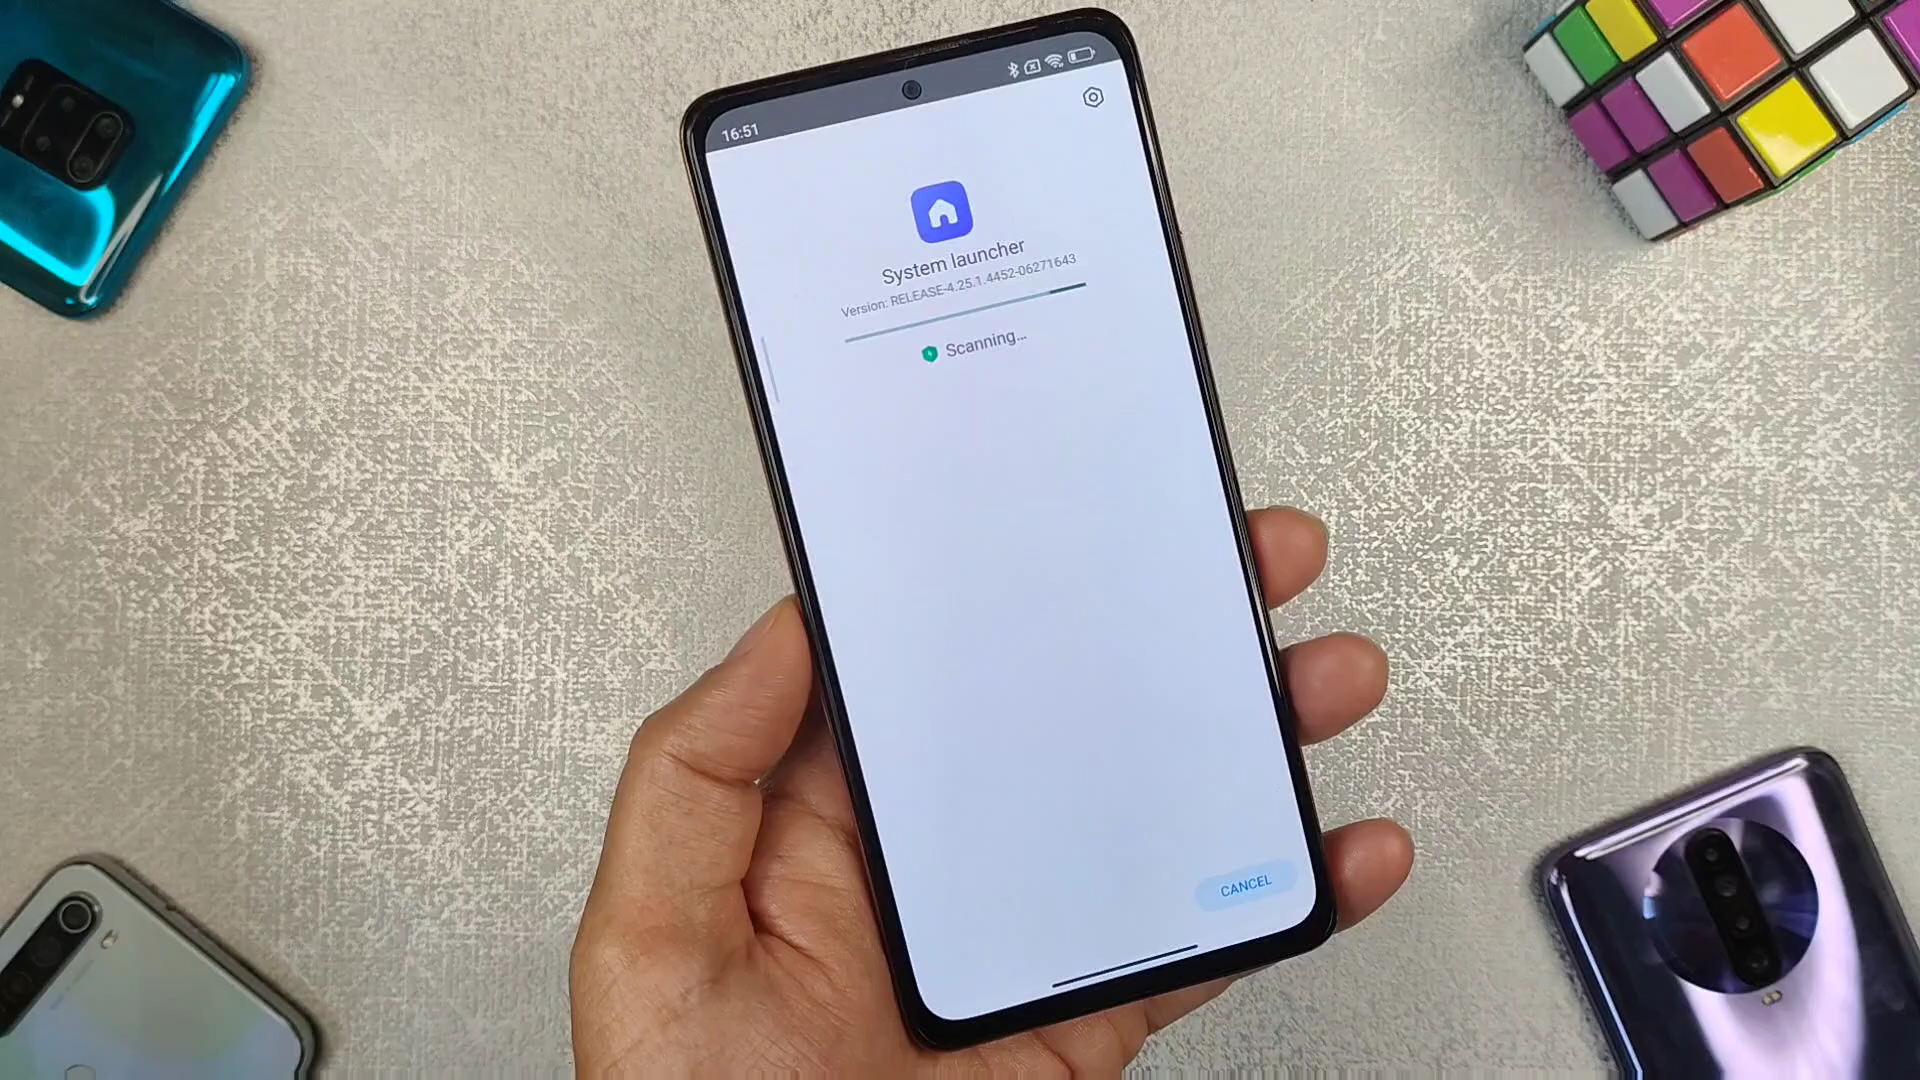 16:51
System launcher
Version: RELEASE-4.25.1.4452-06271643
Scanning...
CANCEL